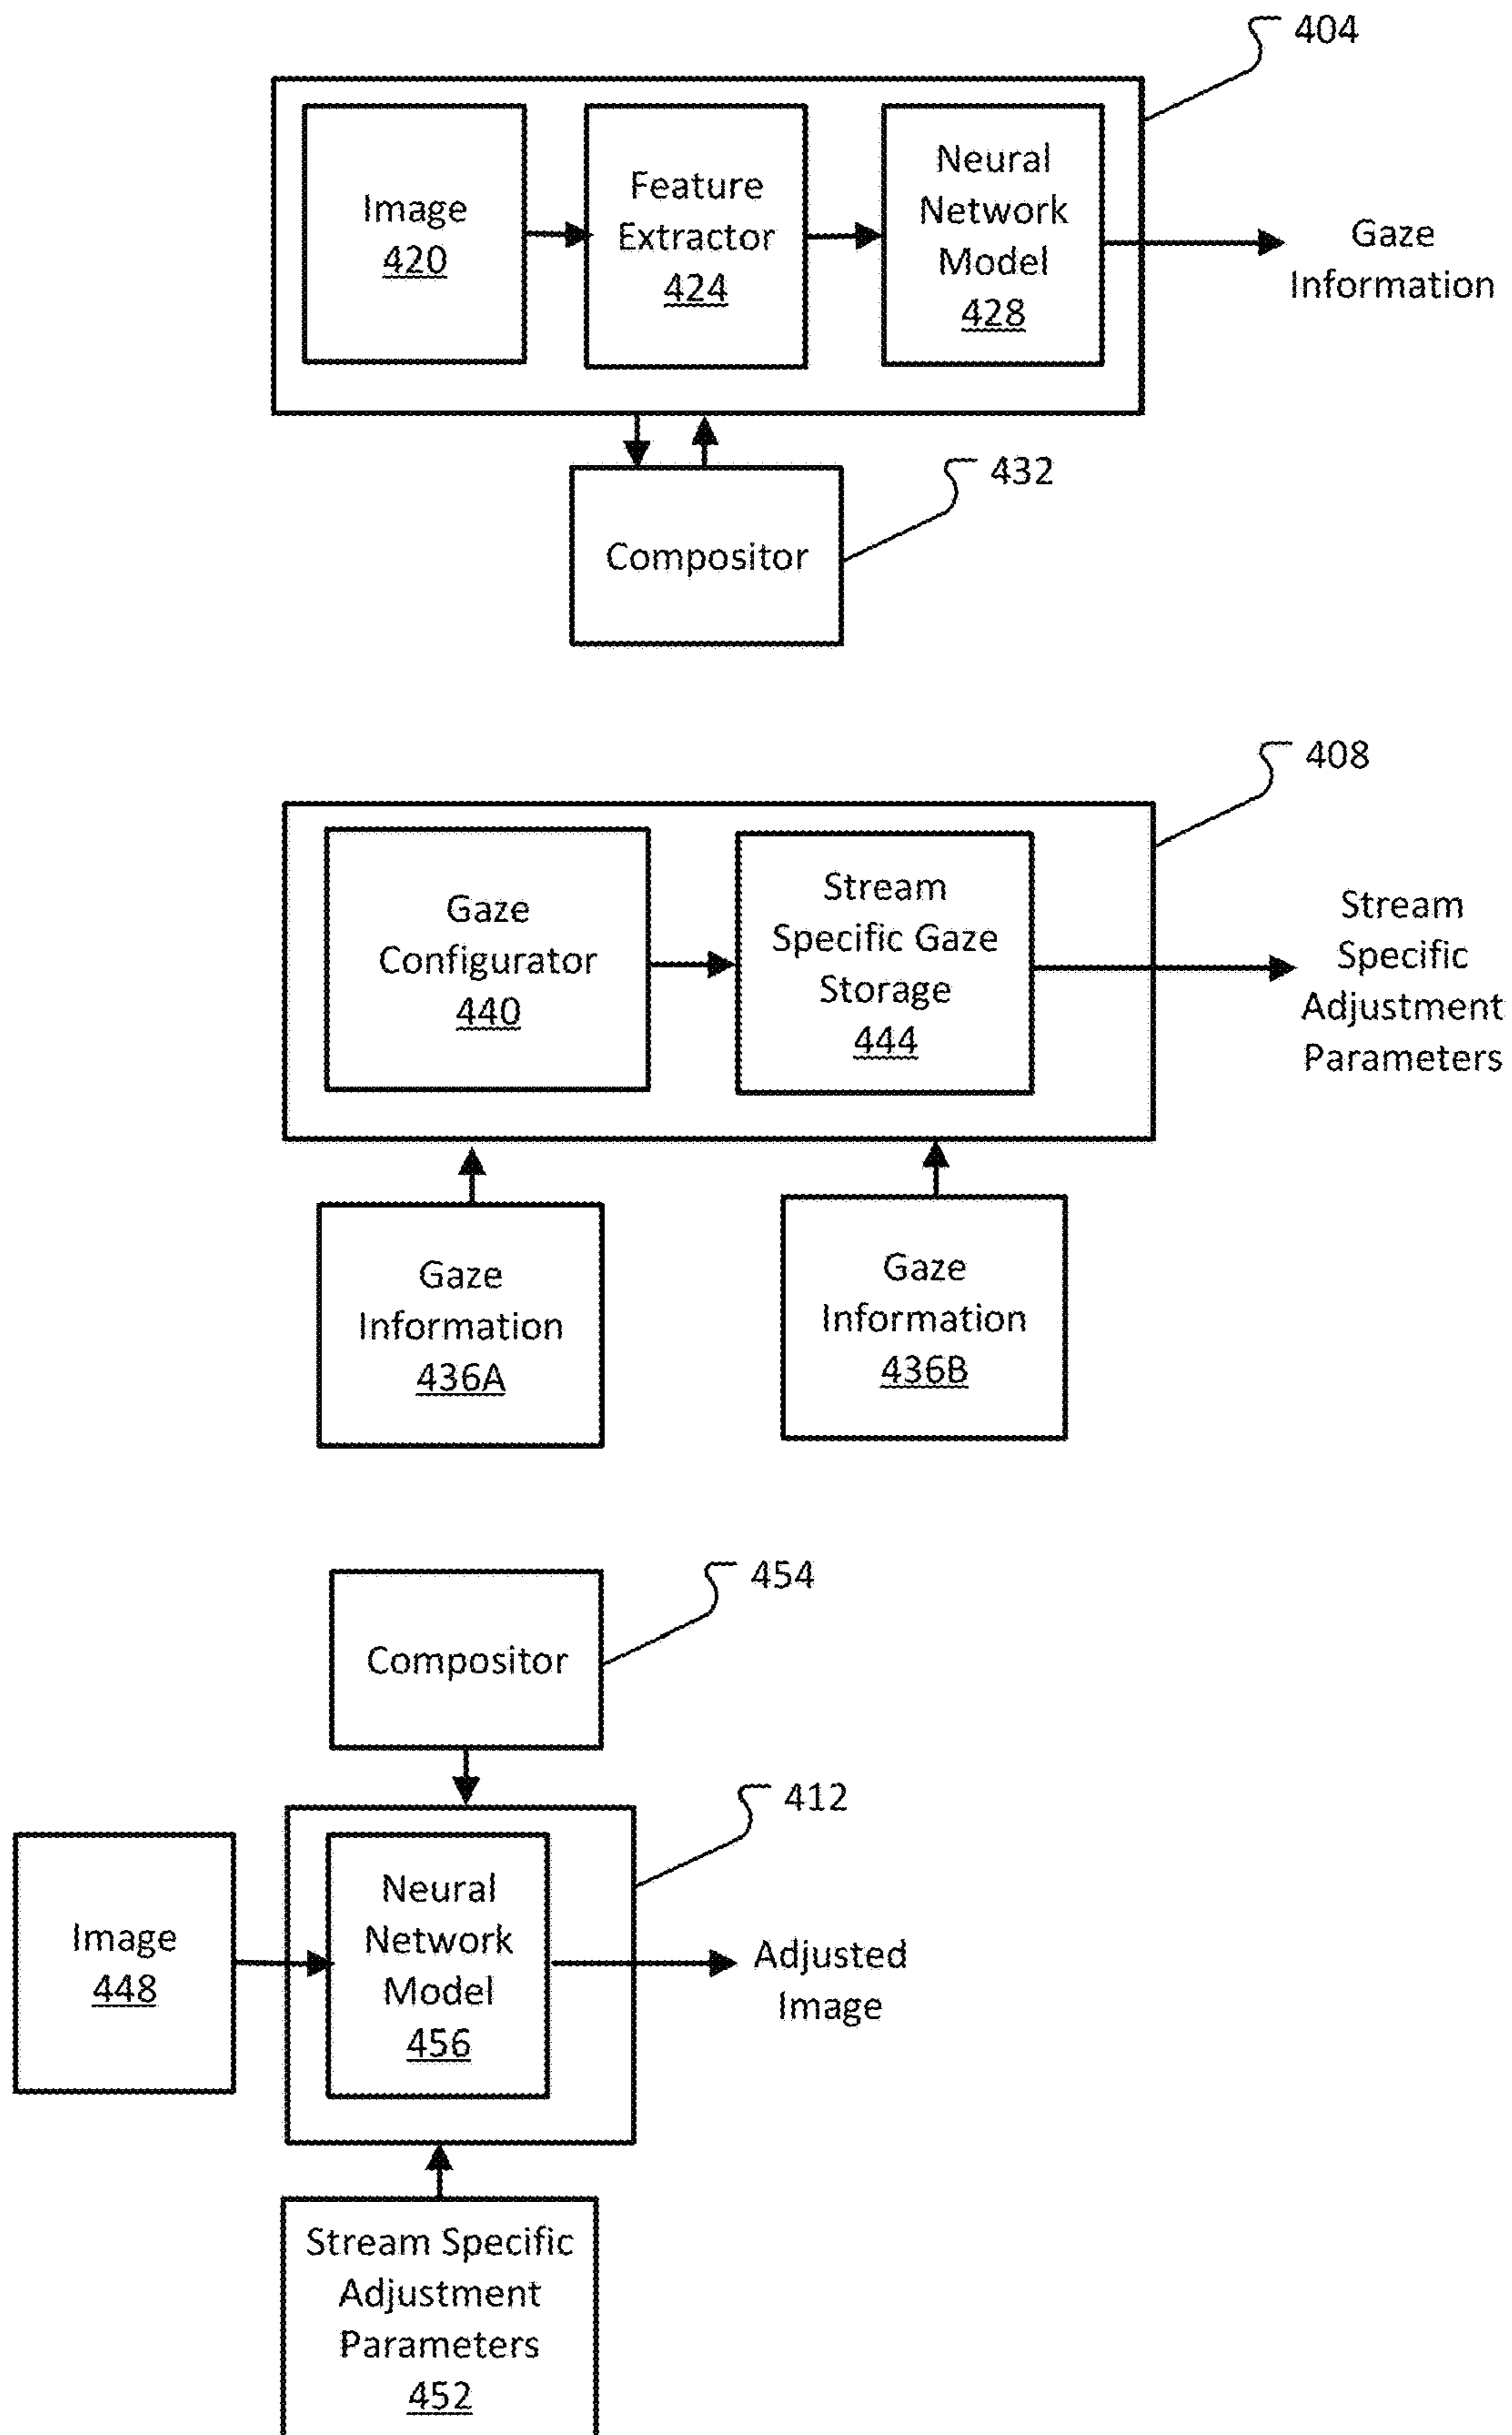 404
Image
420
Feature
Extractor
424
Neural
Network
Model
428
Gaze
Information
432
Compositor
408
Gaze
Configurator
440
Stream
Specific Gaze
Storage
444
Stream
Specific
Adjustment
Parameters
Gaze
Information
436A
Gaze
Information
436B
454
Compositor
412
Image
448
Neural
Network
Model
456
Adjusted
Image
Stream Specific
Adjustment
Parameters
452